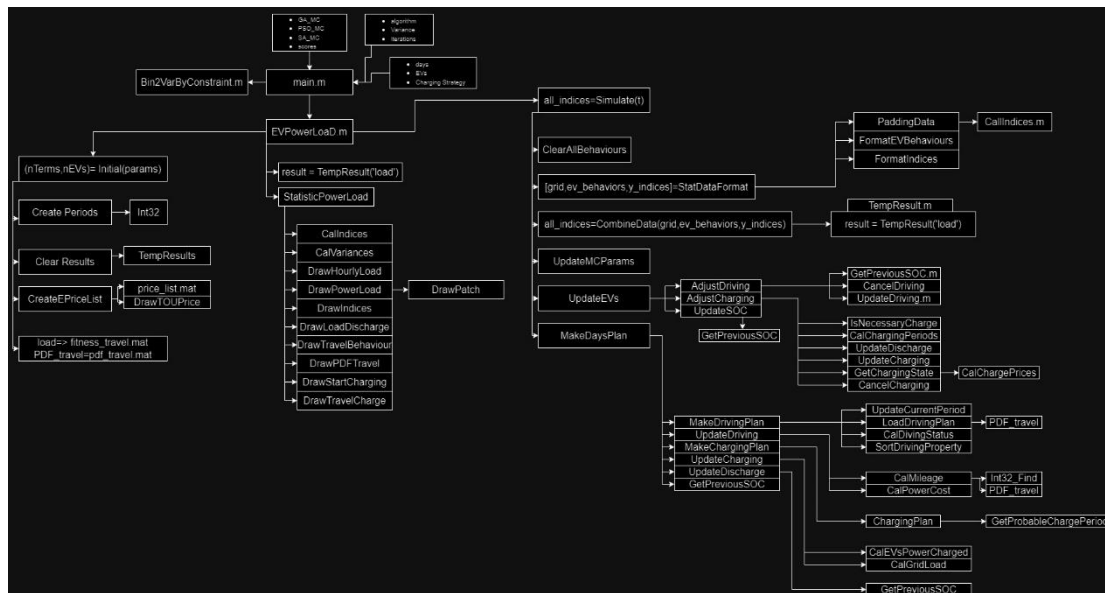 GA_MC
PSO_MC
SA_MC
scores
algorithm
Variance
iterations
days
EVs
Charging Strategy
Bin2VarByConstraint.m
main.m
EVPowerLoaD.m
(nTerms,nEVs)= Initial(params)
Create Periods
Int32
Clear Results
TempResults
CreateEPriceList
price_list mat
DrawTOUPrice
load=> fitness_travel.mat
PDF_travel=pdf_travel.mat
result = TempResult('load')
StatisticPowerLoad
CalIndices
CalVariances
DrawHourlyLoad
DrawPowerLoad
DrawIndices
DrawLoadDischarge
DrawTravelBehaviour
DrawPDFTravel
DrawStartCharging
DrawTravelCharge
DrawPatch
all_indices=Simulate(t)
ClearAllBehaviours
[grid,ev_behaviors,y_indices]=StatDataFormat
all_indices=CombineData(grid,ev_behaviors,y_indices)
UpdateMCParams
UpdateEVs
MakeDaysPlan
PaddingData
FormatEVBehaviours
FormatIndices
CallIndices.m
TempResult.m
result = TempResult('load')
AdjustDriving
AdjustCharging
UpdateSOC
GetPreviousSOC
GetPreviousSOC.m
CancelDriving
UpdateDriving.m
IsNecessaryCharge
CalChargingPeriods
UpdateDischarge
UpdateCharging
GetChargingState
CancelCharging
CalChargePrices
MakeDrivingPlan
UpdateDriving
MakeChargingPlan
UpdateCharging
UpdateDischarge
GetPreviousSOC
UpdateCurrentPeriod
LoadDrivingPlan
CalDivingStatus
SortDrivingProperty
PDF_travel
CalMileage
CalPowerCost
Int32_Find
PDF_travel
ChargingPlan
GetProbableChargePeriod
CalEVsPowerCharged
CalGridLoad
GetPreviousSOC